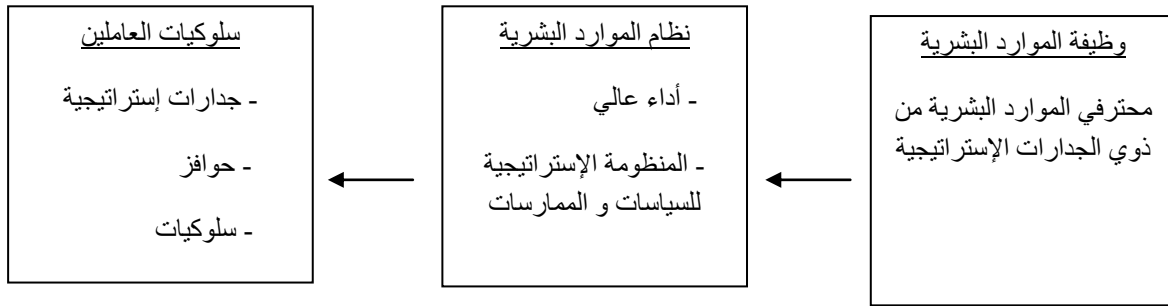 وظيفة الموارد البشرية
محترفي الموارد البشرية من
ذوي الجدارات الإستراتيجية
نظام الموارد البشرية
- أداء عالي
- المنظومة الإستراتيجية
للسياسات و الممارسات
سلوكيات العاملين
- جدارات إستراتيجية
- حوافز
- سلوكيات